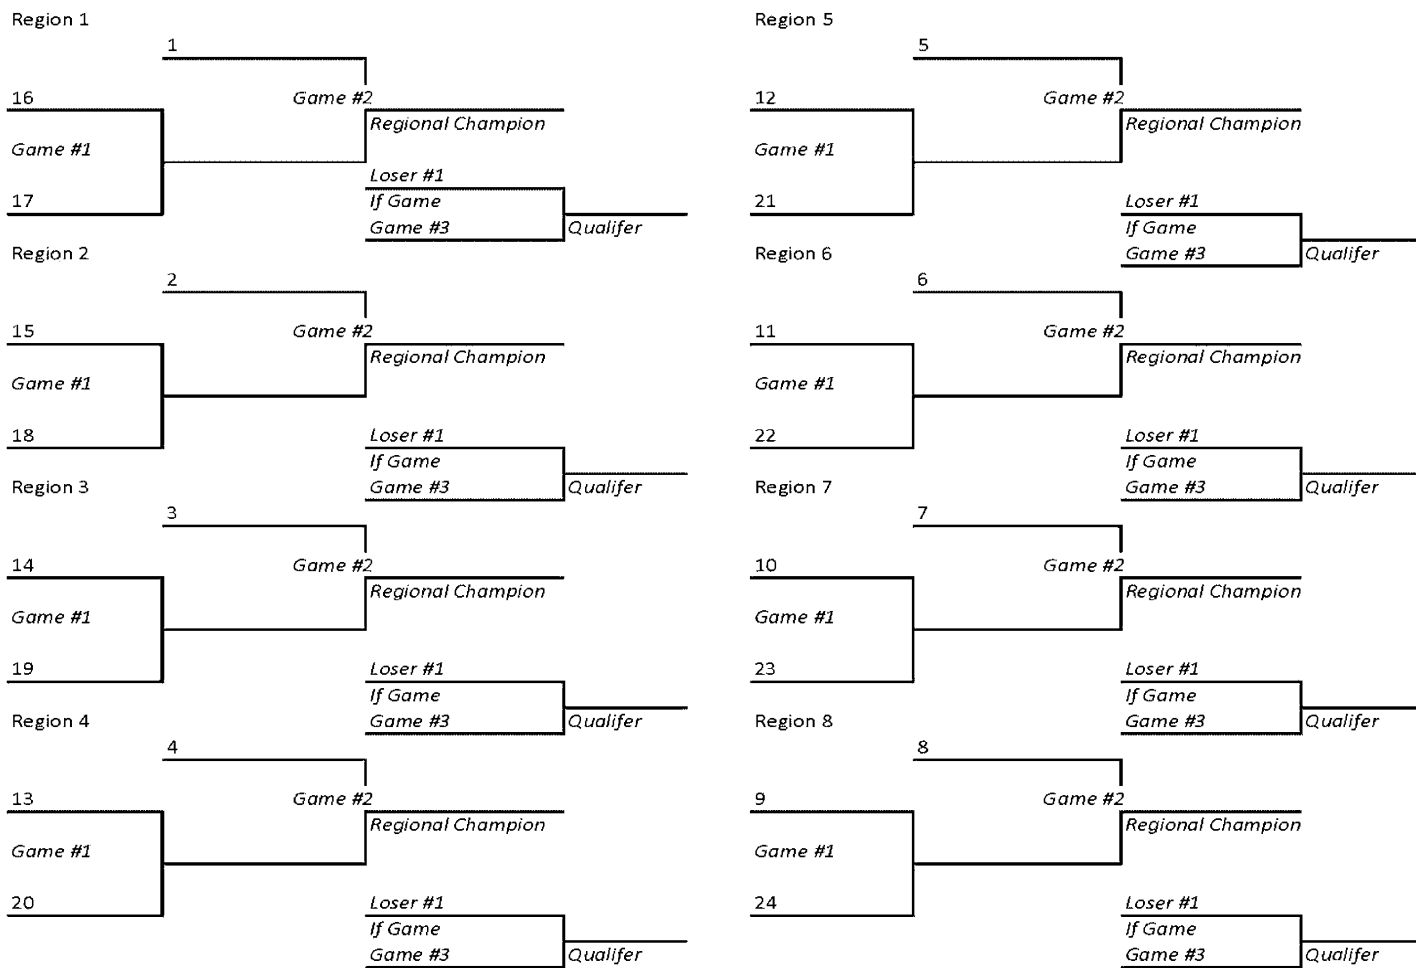 Region 1
1
16
Game #2
Regional Champion
Game #1
Loser #1
17
If Game
Game #3
Qualifer
Region 2
2
15
Game #2
Regional Champion
Game #1
18
Loser #1
If Game
Game #3
Qualifer
Region 3
3
14
Game #2
Regional Champion
Game #1
19
Loser #1
If Game
Game #3
Qualifer
Region 4
4
13
Game #2
Regional Champion
Game #1
20
Loser #1
If Game
Game #3
Qualifer
Region 5
5
12
Game #2
Regional Champion
Game #1
21
Loser #1
If Game
Game #3
Qualifer
Region 6
6
11
Game #2
Regional Champion
Game #1
22
Loser #1
If Game
Game #3
Qualifer
Region 7
7
10
Game #2
Regional Champion
Game #1
23
Loser #1
If Game
Game #3
Qualifer
Region 8
8
9
Game #2
Regional Champion
Game #1
24
Loser #1
If Game
Game #3
Qualifer